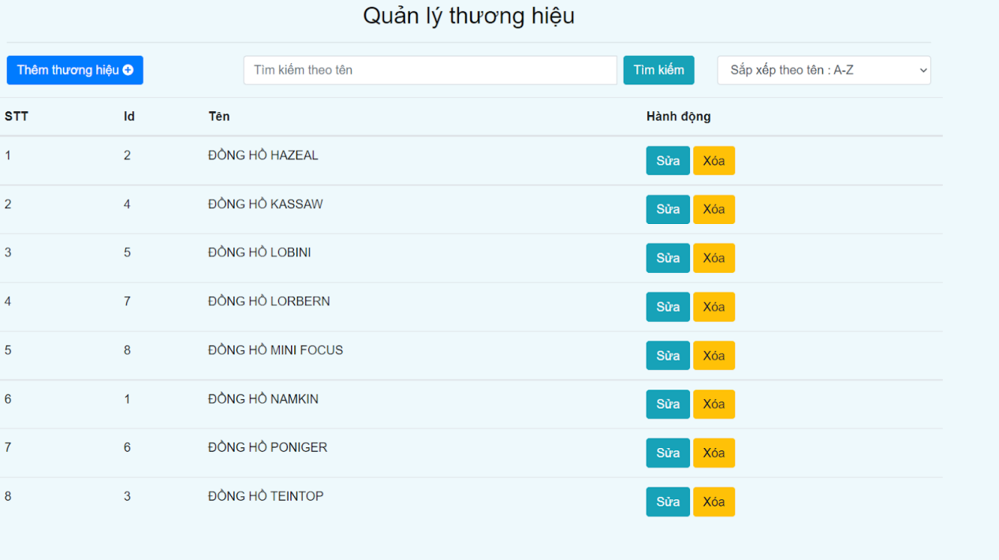 Quản lý thương hiệu
Thêm thương hiệu
Tìm kiếm theo tên
Tìm kiếm
Sắp xếp theo tên : A-Z
STT Id Tên Hành động
1 2 ĐỒNG HỒ HAZEAL Sửa Xóa
2 4 ĐỒNG HỒ KASSAW Sửa Xóa
3 5 ĐỒNG HỒ LOBINI Sửa Xóa
4 7 ĐỒNG HỒ LORBERN Sửa Xóa
5 8 ĐỒNG HỒ MINI FOCUS Sửa Xóa
6 1 ĐỒNG HỒ NAMKIN Sửa Xóa
7 6 ĐỒNG HỒ PONIGER Sửa Xóa
8 3 ĐỒNG HỒ TEINTOP Sửa Xóa